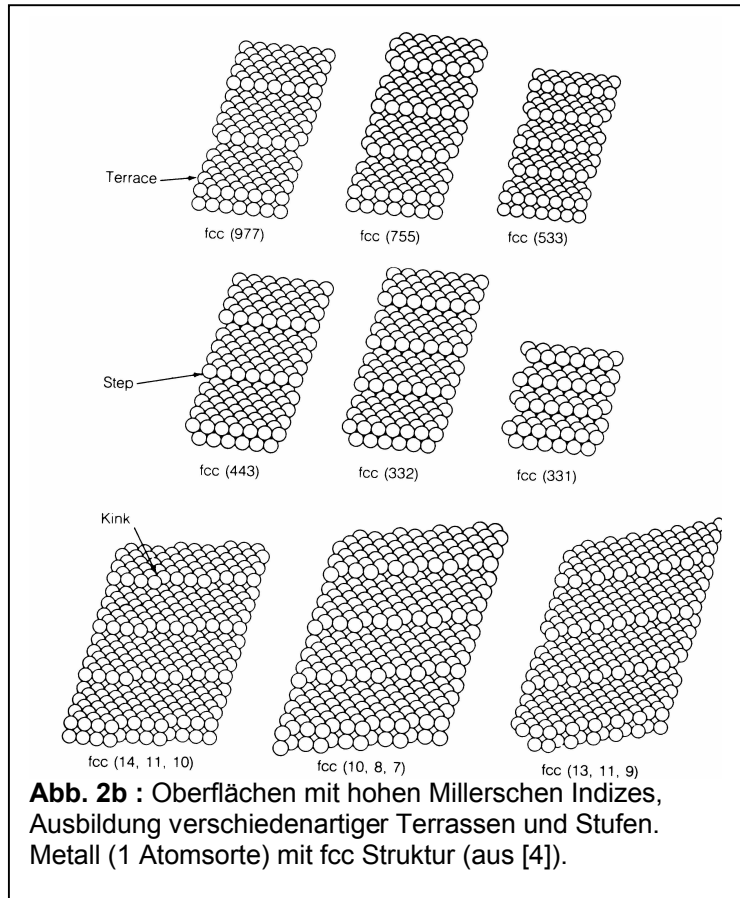 Terrace
fcc (977) fcc (755) fcc (533)
Step
fcc (443) fcc (332) fcc (331)
Kink
fcc (14, 11, 10) fcc (10, 8, 7) fcc (13, 11, 9)
Abb. 2b : Oberflächen mit hohen Millerschen Indizes,
Ausbildung verschiedenartiger Terrassen und Stufen.
Metall (1 Atomsorte) mit fcc Struktur (aus [4]).